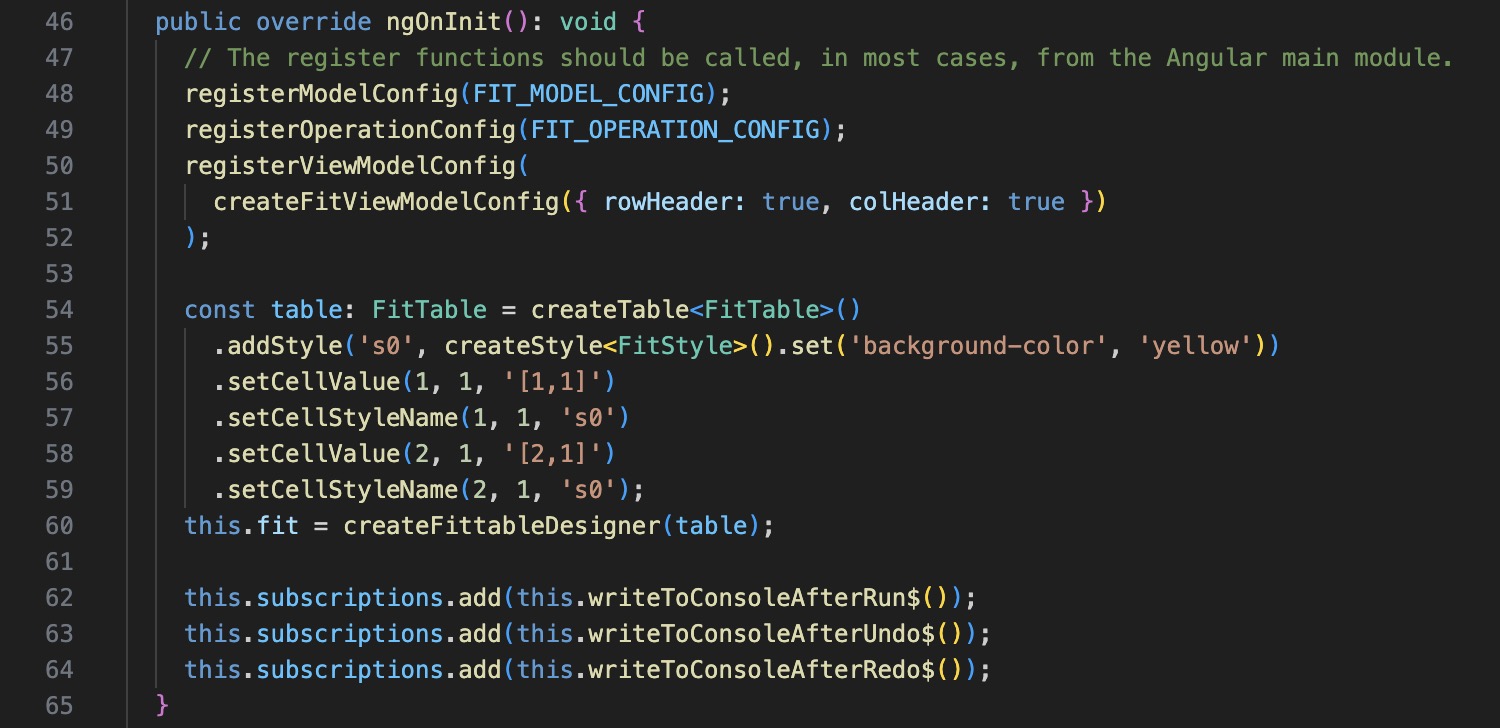 46 public override ngOnInit(): void {
47 // The register functions should be called, in most cases, from the Angular main module.
48 registerModelConfig(FIT_MODEL_CONFIG);
49 registerOperationConfig(FIT_OPERATION_CONFIG);
50 registerViewModelConfig(
51 createFitViewModelConfig({ rowHeader: true, colHeader: true })
52 );
53
54 const table: FitTable = createTable<FitTable>()
55 .addStyle('s0', createStyle<FitStyle>().set('background-color', 'yellow'))
56 .setCellValue(1, 1, '[1,1]')
57 .setCellStyleName(1, 1, 's0')
58 .setCellValue(2, 1, '[2,1]')
59 .setCellStyleName(2, 1, 's0');
60 this.fit = createFittableDesigner(table);
61
62 this.subscriptions.add(this.writeToConsoleAfterRun$());
63 this.subscriptions.add(this.writeToConsoleAfterUndo$());
64 this.subscriptions.add(this.writeToConsoleAfterRedo$());
65 }